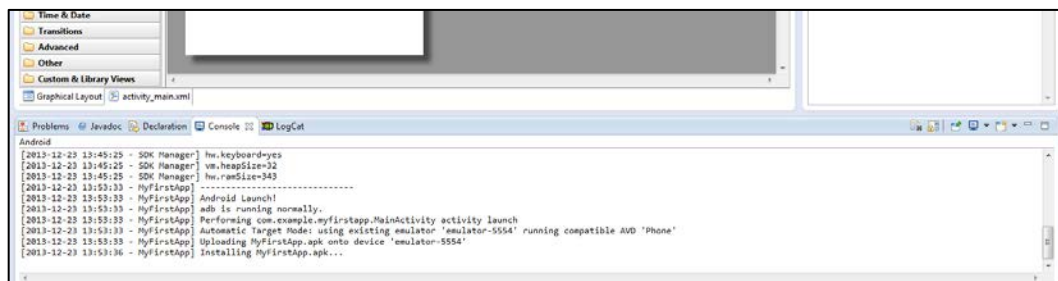 Time & Date
Transitions
Advanced
Other
Custom & Library Views
Graphical Layout activity_main.xml
Problems Javadoc Declaration Console LogCat
Android
[2013-12-23 13:45:25 - SDK Manager] hw.keyboard=yes
[2013-12-23 13:45:25 - SDK Manager] vm.heapSize=32
[2013-12-23 13:45:25 - SDK Manager] hw.ramSize=343
[2013-12-23 13:53:33 - MyFirstApp] ------------------------------
[2013-12-23 13:53:33 - MyFirstApp] Android Launch!
[2013-12-23 13:53:33 - MyFirstApp] adb is running normally.
[2013-12-23 13:53:33 - MyFirstApp] Performing com.example.myfirstapp.MainActivity activity launch
[2013-12-23 13:53:33 - MyFirstApp] Automatic Target Mode: using existing emulator 'emulator-5554' running compatible AVD 'Phone'
[2013-12-23 13:53:33 - MyFirstApp] Uploading MyFirstApp.apk onto device 'emulator-5554'
[2013-12-23 13:53:36 - MyFirstApp] Installing MyFirstApp.apk...